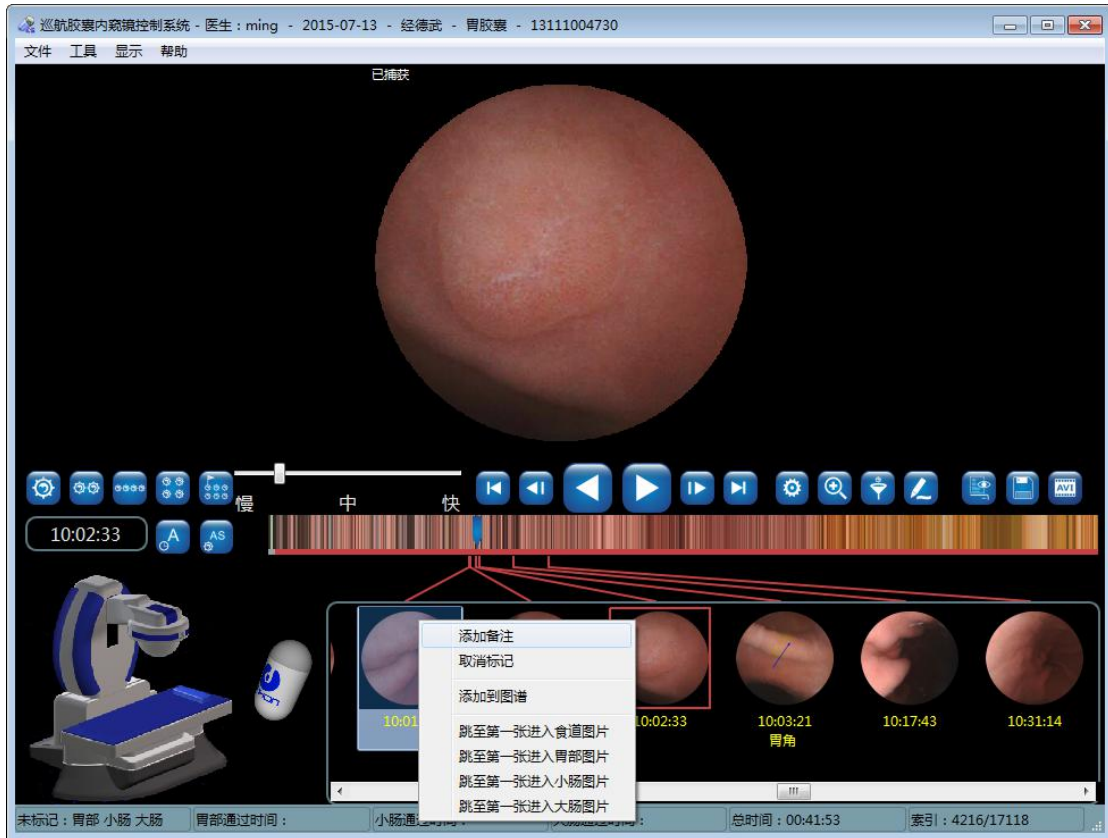 巡航胶囊内窥镜控制系统 - 医生：ming - 2015-07-13 - 经德武 - 胃胶囊 - 13111004730
文件 工具 显示 帮助
已捕获
慢 中 快
AVI
10:02:33 A AS
添加备注
取消标记
添加到图谱
跳至第一张进入食道图片
跳至第一张进入胃部图片
跳至第一张进入小肠图片
跳至第一张进入大肠图片
10:01
10:02:33
10:03:21
胃角
10:17:43
10:31:14
未标记：胃部 小肠 大肠 胃部通过时间： 小肠通 总时间：00:41:53 索引：4216/17118